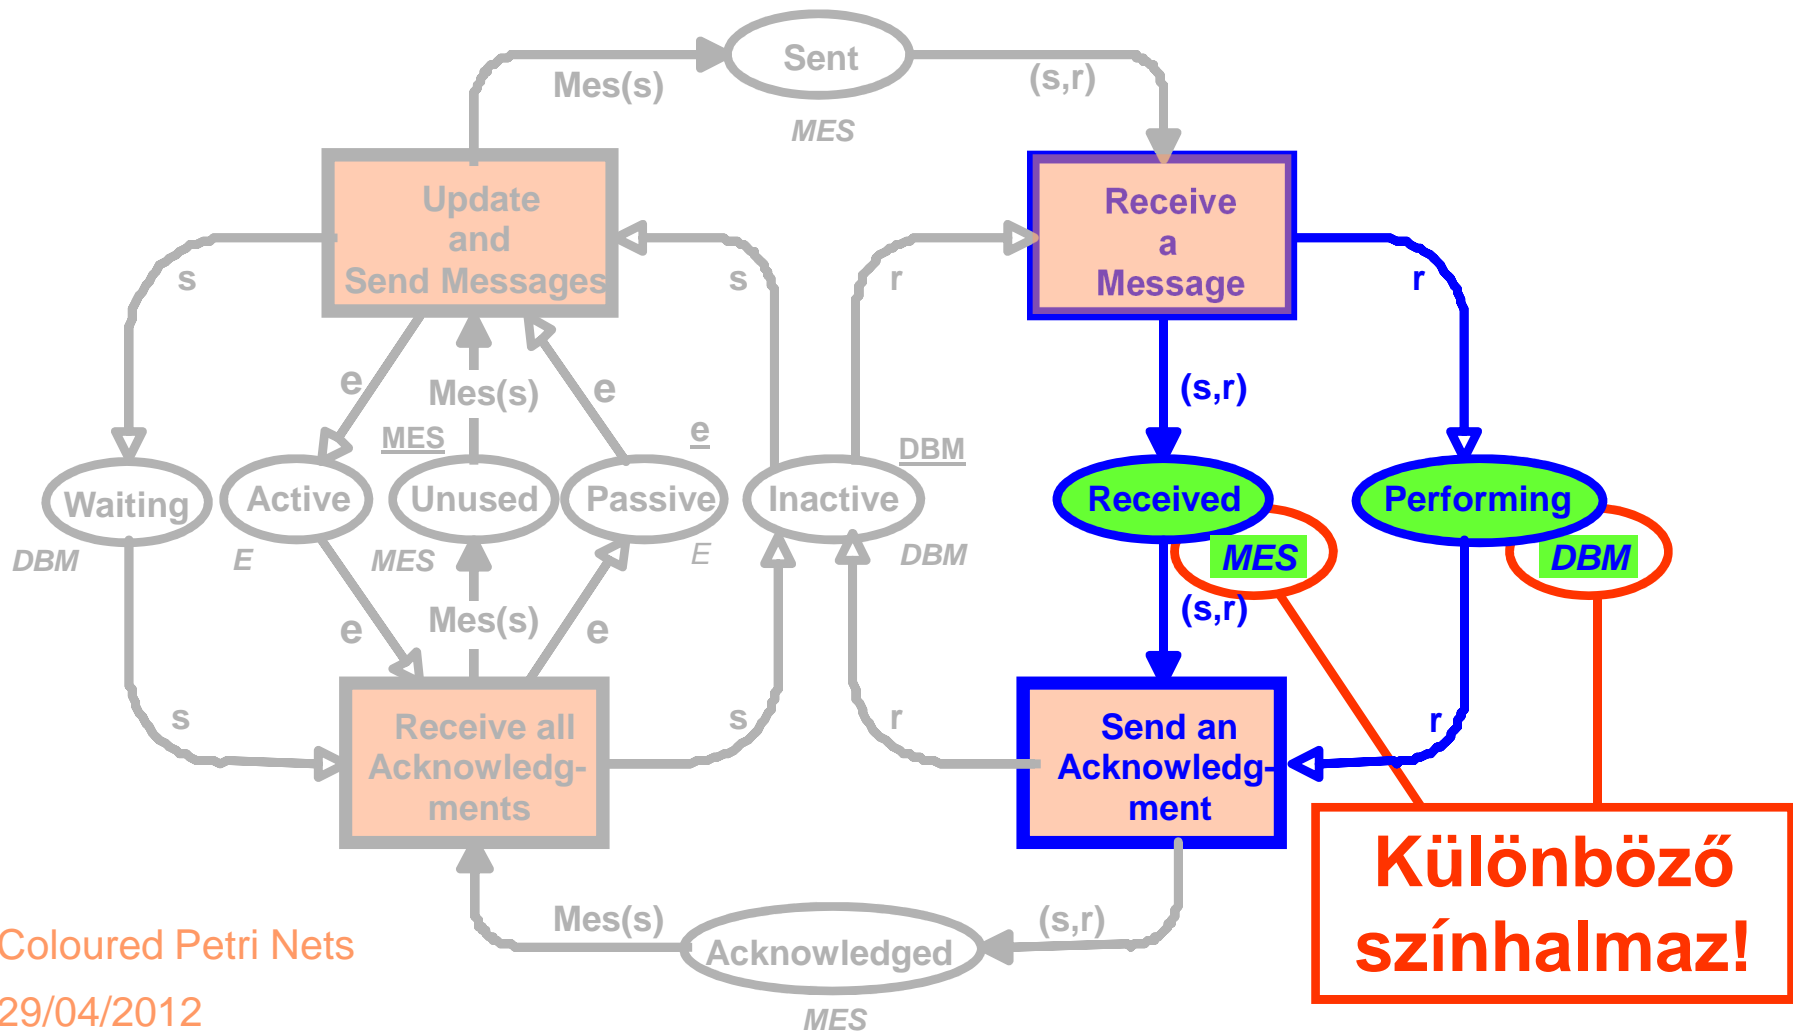 Sent
Mes(s)
(s,r)
MES
Update
and
Send Messages
Receive
a
Message
s
s
r
r
e
Mes(s)
e
(s,r)
MES
e
DBM
Waiting
Active
Unused
Passive
Inactive
Received
Performing
DBM
E
MES
E
DBM
MES
DBM
e
Mes(s)
e
(s,r)
s
s
r
r
Receive all
Acknowledg-
ments
Send an
Acknowledg-
ment
Különböző
színhalmaz!
Mes(s)
(s,r)
Acknowledged
MES
Coloured Petri Nets
29/04/2012